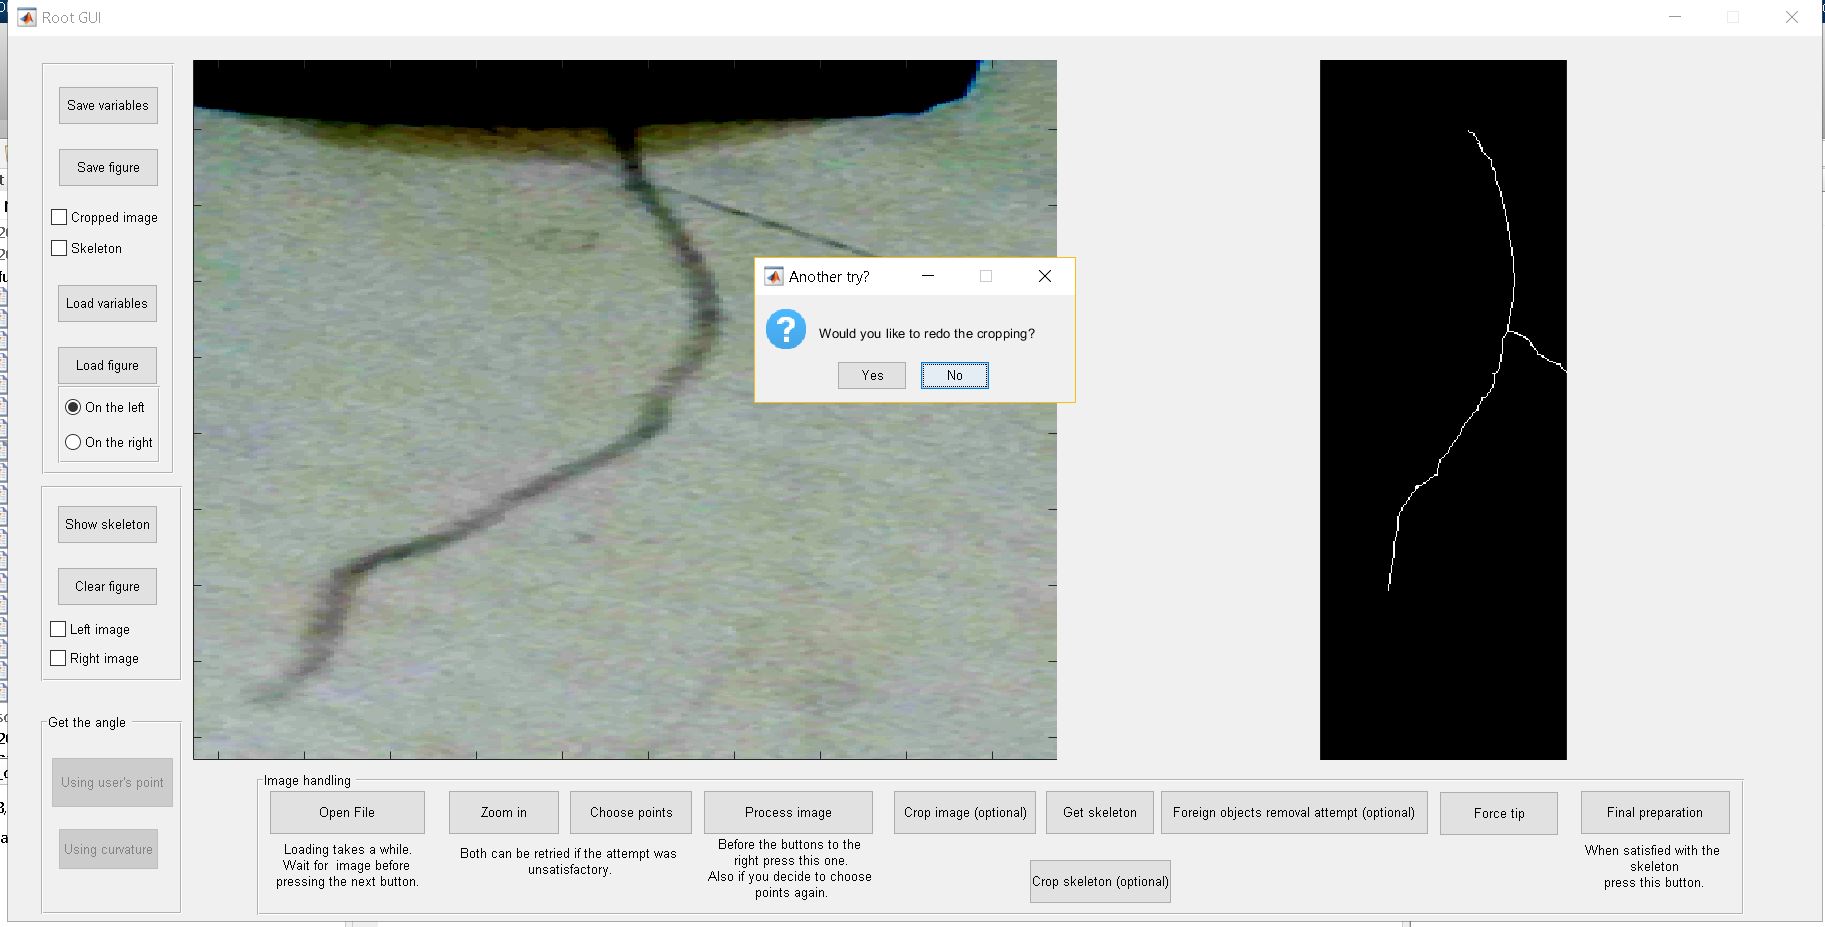 Root GUI
Save variables
Save figure
Cropped image
Skeleton
Load variables
Load figure
On the left
On the right
Show skeleton
Clear figure
Left image
Right image
Get the angle
Using user's point
Using curvature
Another try?
Would you like to redo the cropping?
Yes
No
Image handling
Open File
Loading takes a while.
Wait for image before
pressing the next button.
Zoom in
Choose points
Both can be retried if the attempt was
unsatisfactory.
Process image
Before the buttons to the
right press this one.
Also if you decide to choose
points again.
Crop image (optional)
Get skeleton
Foreign objects removal attempt (optional)
Crop skeleton (optional)
Force tip
Final preparation
When satisfied with the
skeleton
press this button.